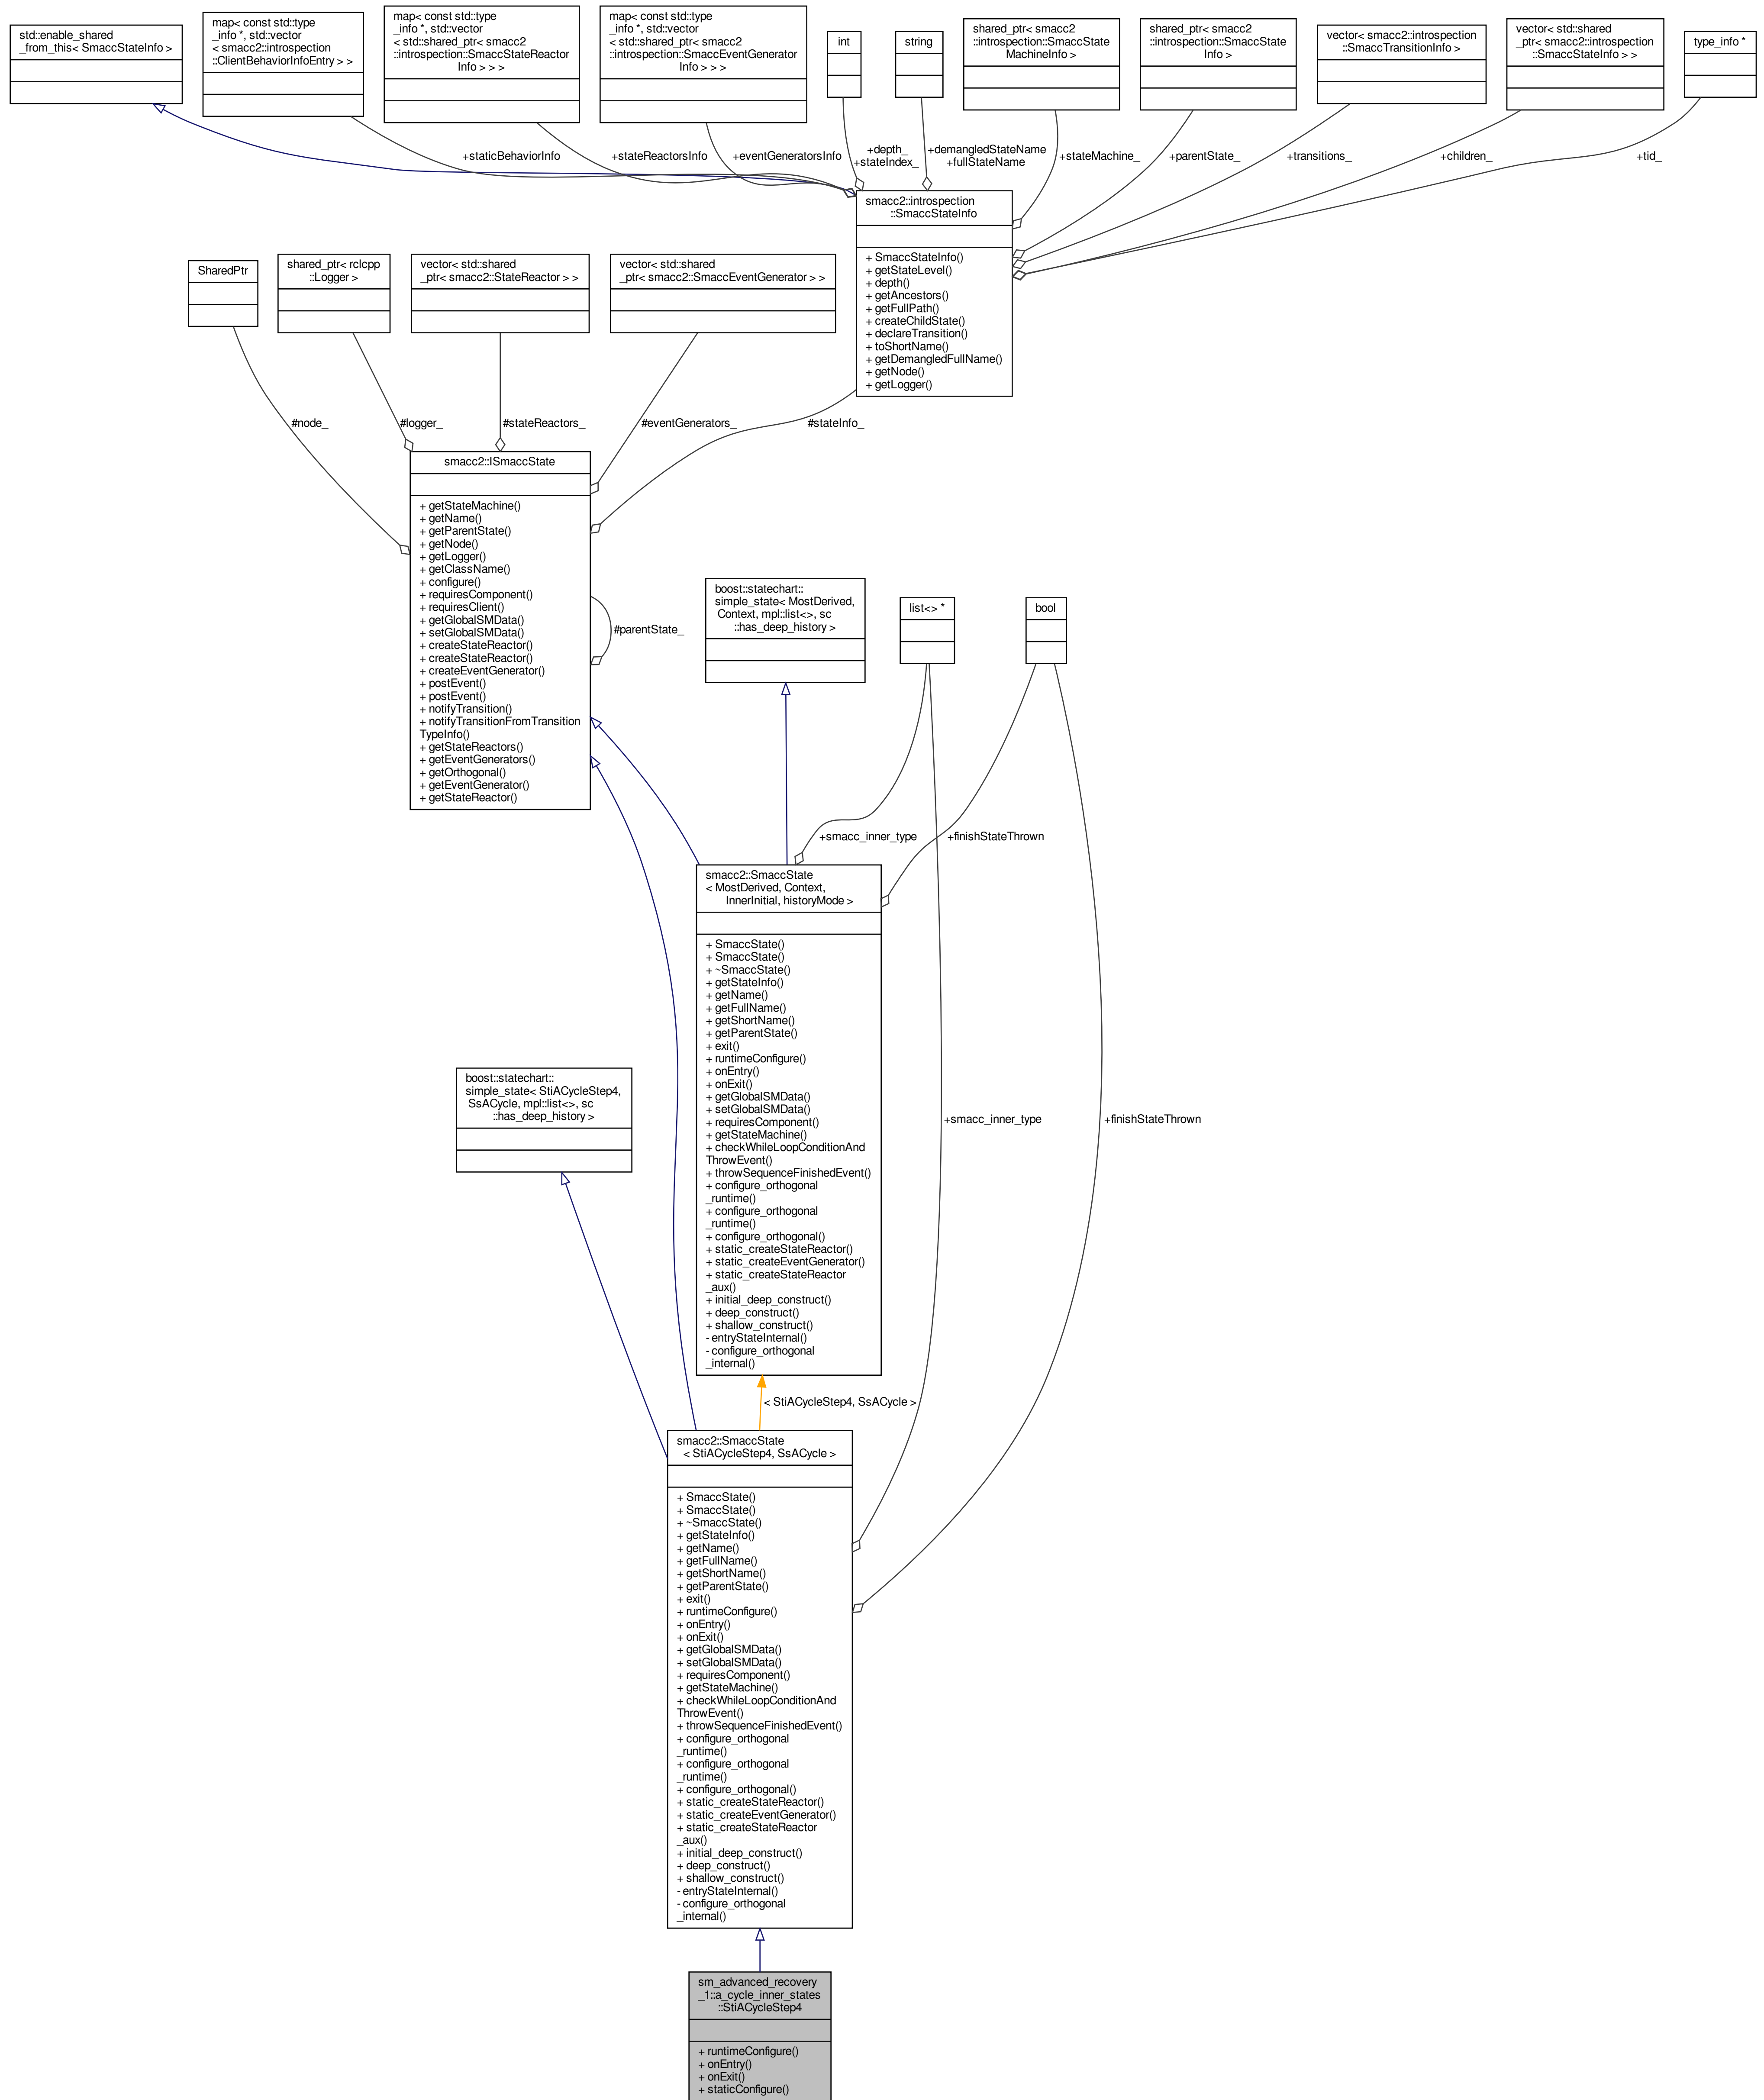 std::enable_shared
_from_this< SmaccStateInfo >
map< const std::type
_info *, std::vector
< smacc2::introspection
::ClientBehaviorInfoEntry > >
map< const std::type
_info *, std::vector
< std::shared_ptr< smacc2
::introspection::SmaccStateReactor
Info > > >
map< const std::type
_info *, std::vector
< std::shared_ptr< smacc2
::introspection::SmaccEventGenerator
Info > > >
int
string
shared_ptr< smacc2
::introspection::SmaccState
MachineInfo >
shared_ptr< smacc2
::introspection::SmaccState
Info >
vector< smacc2::introspection
::SmaccTransitionInfo >
vector< std::shared
_ptr< smacc2::introspection
::SmaccStateInfo > >
type_info *
+staticBehaviorInfo
+stateReactorsInfo
+eventGeneratorsInfo
+depth_
+stateIndex_
+demangledStateName
+fullStateName
+stateMachine_
+parentState_
+transitions_
+children_
+tid_
smacc2::introspection
::SmaccStateInfo
+ SmaccStateInfo()
+ getStateLevel()
+ depth()
+ getAncestors()
+ getFullPath()
+ createChildState()
+ declareTransition()
+ toShortName()
+ getDemangledFullName()
+ getNode()
+ getLogger()
SharedPtr
shared_ptr< rclcpp
::Logger >
vector< std::shared
_ptr< smacc2::StateReactor > >
vector< std::shared
_ptr< smacc2::SmaccEventGenerator > >
#node_
#logger_
#stateReactors_
#eventGenerators_
#stateInfo_
smacc2::ISmaccState
+ getStateMachine()
+ getName()
+ getParentState()
+ getNode()
+ getLogger()
+ getClassName()
+ configure()
+ requiresComponent()
+ requiresClient()
+ getGlobalSMData()
+ setGlobalSMData()
+ createStateReactor()
+ createStateReactor()
+ createEventGenerator()
+ postEvent()
+ postEvent()
+ notifyTransition()
+ notifyTransitionFromTransition
TypeInfo()
+ getStateReactors()
+ getEventGenerators()
+ getOrthogonal()
+ getEventGenerator()
+ getStateReactor()
#parentState_
boost::statechart::
simple_state< MostDerived,
Context, mpl::list<>, sc
::has_deep_history >
list<> *
bool
+smacc_inner_type
+finishStateThrown
smacc2::SmaccState
< MostDerived, Context,
InnerInitial, historyMode >
+ SmaccState()
+ SmaccState()
+ ~SmaccState()
+ getStateInfo()
+ getName()
+ getFullName()
+ getShortName()
+ getParentState()
+ exit()
+ runtimeConfigure()
+ onEntry()
+ onExit()
+ getGlobalSMData()
+ setGlobalSMData()
+ requiresComponent()
+ getStateMachine()
+ checkWhileLoopConditionAnd
ThrowEvent()
+ throwSequenceFinishedEvent()
+ configure_orthogonal
_runtime()
+ configure_orthogonal
_runtime()
+ configure_orthogonal()
+ static_createStateReactor()
+ static_createEventGenerator()
+ static_createStateReactor
_aux()
+ initial_deep_construct()
+ deep_construct()
+ shallow_construct()
- entryStateInternal()
- configure_orthogonal
_internal()
boost::statechart::
simple_state< StiACycleStep4,
SsACycle, mpl::list<>, sc
::has_deep_history >
+smacc_inner_type
+finishStateThrown
< StiACycleStep4, SsACycle >
smacc2::SmaccState
< StiACycleStep4, SsACycle >
+ SmaccState()
+ SmaccState()
+ ~SmaccState()
+ getStateInfo()
+ getName()
+ getFullName()
+ getShortName()
+ getParentState()
+ exit()
+ runtimeConfigure()
+ onEntry()
+ onExit()
+ getGlobalSMData()
+ setGlobalSMData()
+ requiresComponent()
+ getStateMachine()
+ checkWhileLoopConditionAnd
ThrowEvent()
+ throwSequenceFinishedEvent()
+ configure_orthogonal
_runtime()
+ configure_orthogonal
_runtime()
+ configure_orthogonal()
+ static_createStateReactor()
+ static_createEventGenerator()
+ static_createStateReactor
_aux()
+ initial_deep_construct()
+ deep_construct()
+ shallow_construct()
- entryStateInternal()
- configure_orthogonal
_internal()
sm_advanced_recovery
_1::a_cycle_inner_states
::StiACycleStep4
+ runtimeConfigure()
+ onEntry()
+ onExit()
+ staticConfigure()